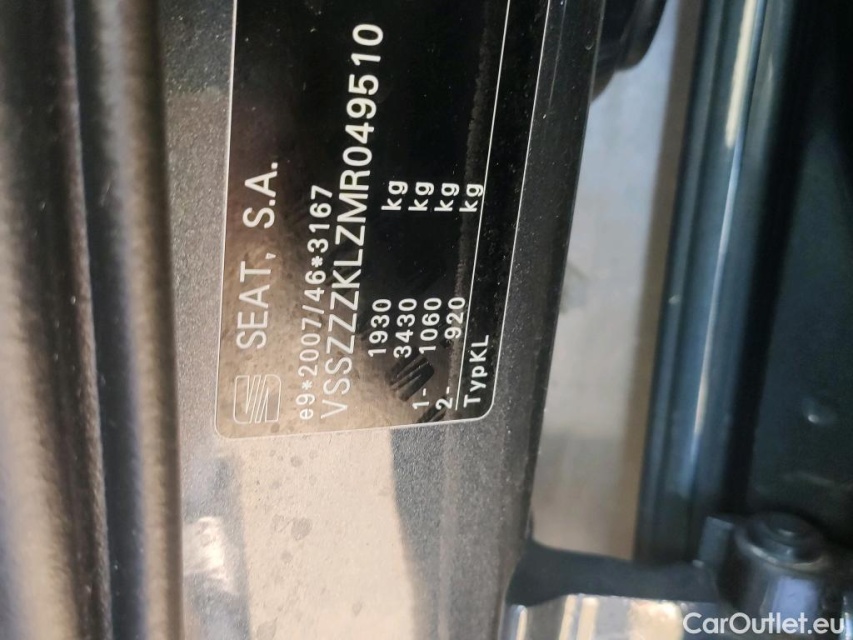 SEAT, S.A.
e9*2007/46*3167
VSSZZZKLZMR049510
1930 kg
3430 kg
1- 1060 kg
2- 920 kg
TypKL
CarOutlet.eu